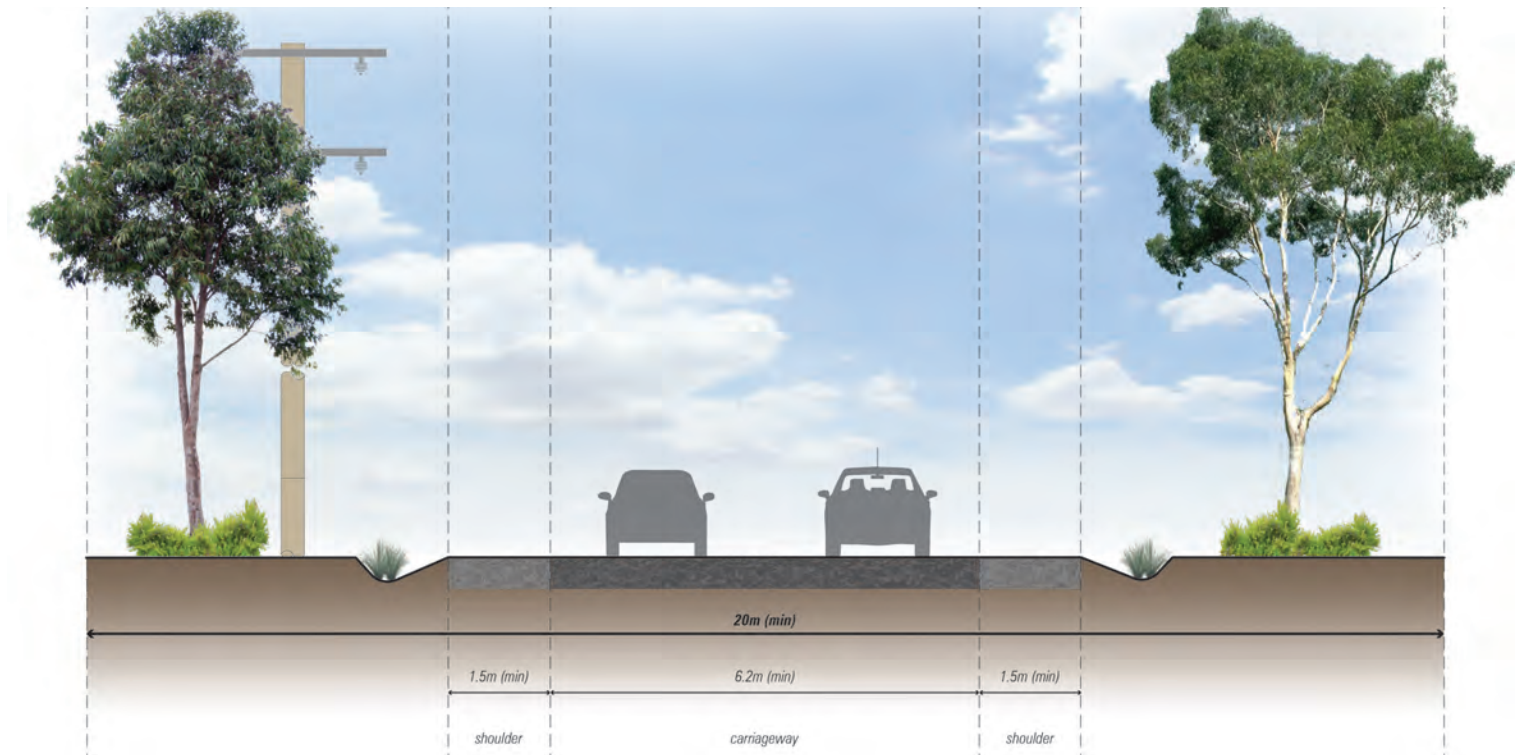 20m (min)
1.5m (min) 6.2m (min) 1.5m (min)
shoulder carriageway shoulder